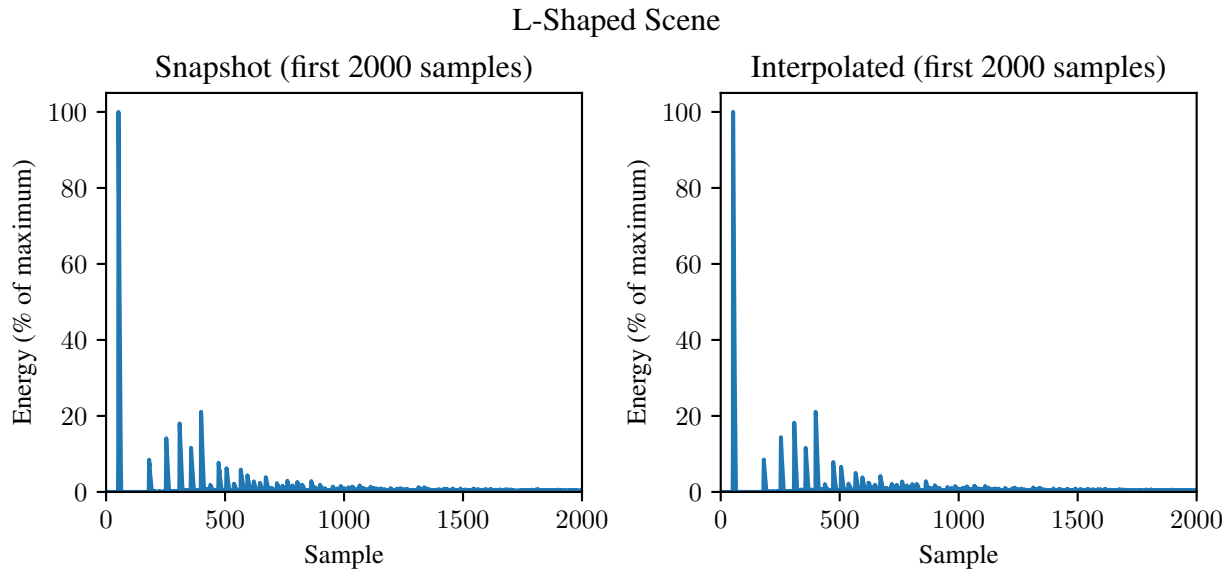 L-Shaped Scene
Snapshot (first 2000 samples)
Interpolated (first 2000 samples)
100
80
60
40
20
0
Energy (% of maximum)
0 500 1000 1500 2000
Sample
100
80
60
40
20
0
Energy (% of maximum)
0 500 1000 1500 2000
Sample